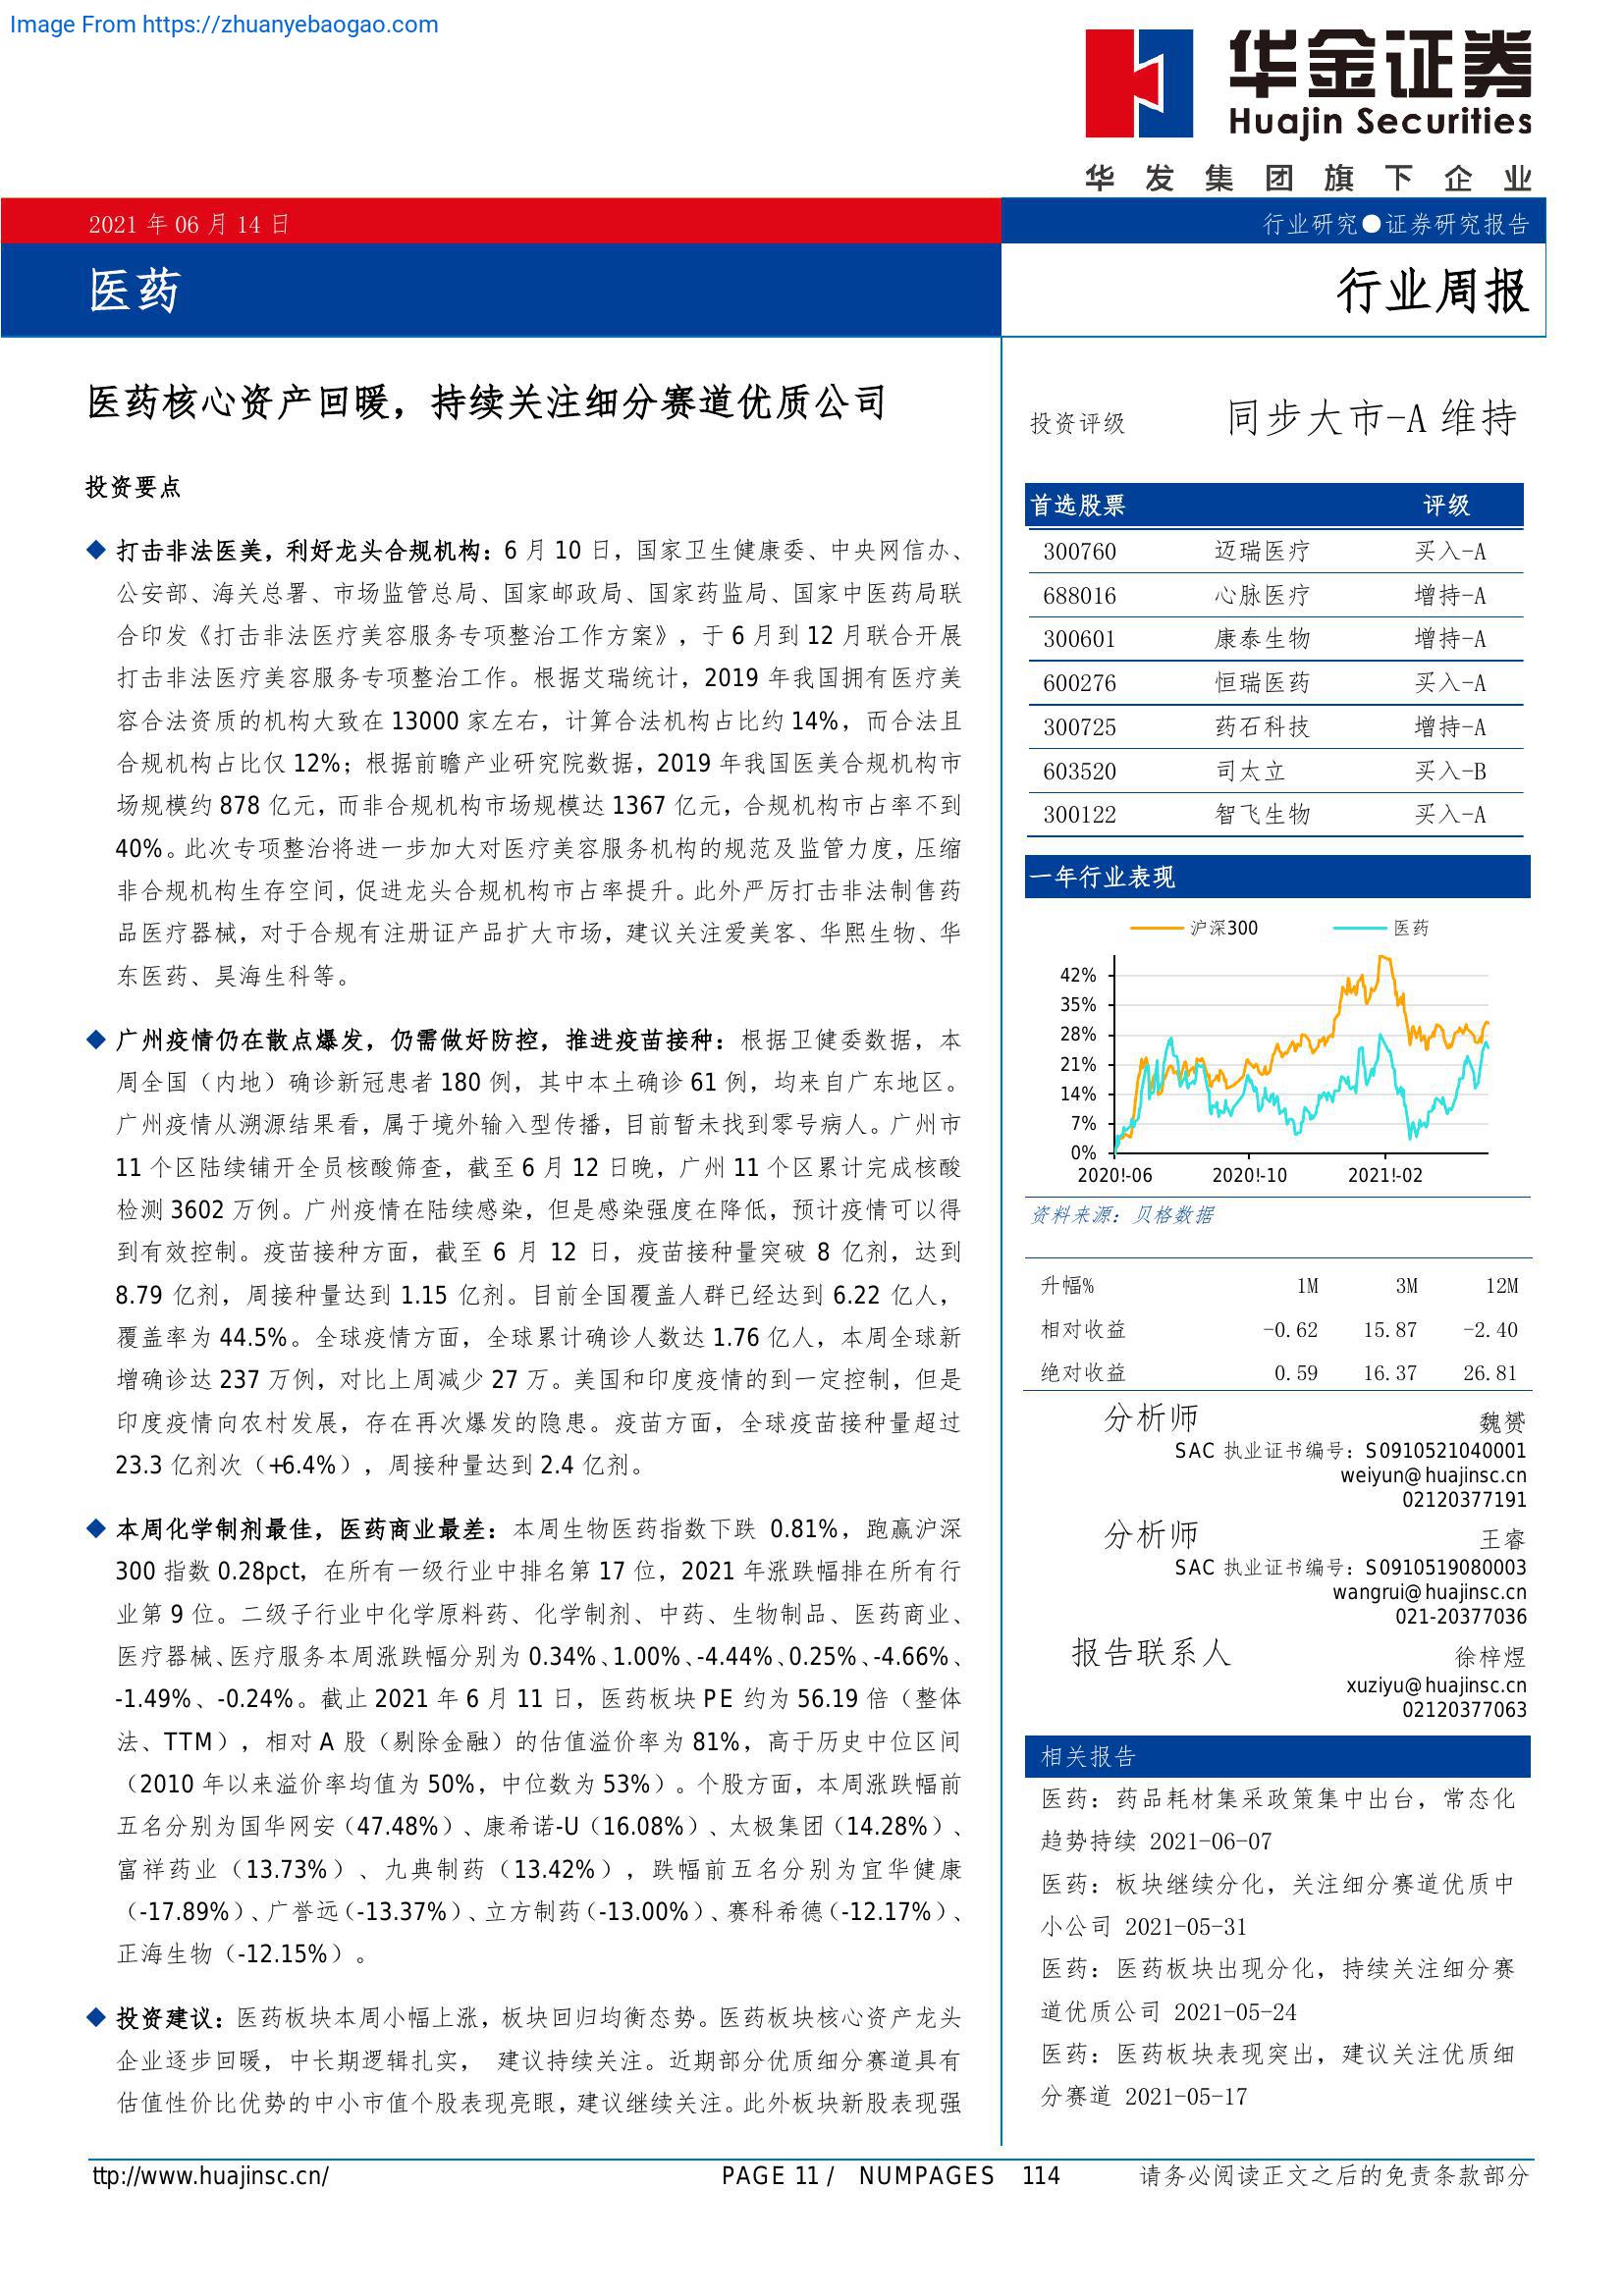 Image From https://zhuanyebaogao.com
华金证券
Huajin Securities
华发集团旗下企业
2021 年 06 月 14 日
行业研究●证券研究报告
医药
行业周报
医药核心资产回暖，持续关注细分赛道优质公司
投资要点
◆ 打击非法医美，利好龙头合规机构：6 月 10 日，国家卫生健康委、中央网信办、
公安部、海关总署、市场监管总局、国家邮政局、国家药监局、国家中医药局联
合印发《打击非法医疗美容服务专项整治工作方案》，于 6 月到 12 月联合开展
打击非法医疗美容服务专项整治工作。根据艾瑞统计，2019 年我国拥有医疗美
容合法资质的机构大致在 13000 家左右，计算合法机构占比约 14%，而合法且
合规机构占比仅 12%；根据前瞻产业研究院数据，2019 年我国医美合规机构市
场规模约 878 亿元，而非合规机构市场规模达 1367 亿元，合规机构市占率不到
40%。此次专项整治将进一步加大对医疗美容服务机构的规范及监管力度，压缩
非合规机构生存空间，促进龙头合规机构市占率提升。此外严厉打击非法制售药
品医疗器械，对于合规有注册证产品扩大市场，建议关注爱美客、华熙生物、华
东医药、昊海生科等。
◆ 广州疫情仍在散点爆发，仍需做好防控，推进疫苗接种：根据卫健委数据，本
周全国（内地）确诊新冠患者 180 例，其中本土确诊 61 例，均来自广东地区。
广州疫情从溯源结果看，属于境外输入型传播，目前暂未找到零号病人。广州市
11 个区陆续铺开全员核酸筛查，截至 6 月 12 日晚，广州 11 个区累计完成核酸
检测 3602 万例。广州疫情在陆续感染，但是感染强度在降低，预计疫情可以得
到有效控制。疫苗接种方面，截至 6 月 12 日，疫苗接种量突破 8 亿剂，达到
8.79 亿剂，周接种量达到 1.15 亿剂。目前全国覆盖人群已经达到 6.22 亿人，
覆盖率为 44.5%。全球疫情方面，全球累计确诊人数达 1.76 亿人，本周全球新
增确诊达 237 万例，对比上周减少 27 万。美国和印度疫情的到一定控制，但是
印度疫情向农村发展，存在再次爆发的隐患。疫苗方面，全球疫苗接种量超过
23.3 亿剂次（+6.4%），周接种量达到 2.4 亿剂。
◆ 本周化学制剂最佳，医药商业最差：本周生物医药指数下跌 0.81%，跑赢沪深
300 指数 0.28pct，在所有一级行业中排名第 17 位，2021 年涨跌幅排在所有行
业第 9 位。二级子行业中化学原料药、化学制剂、中药、生物制品、医药商业、
医疗器械、医疗服务本周涨跌幅分别为 0.34%、1.00%、-4.44%、0.25%、-4.66%、
-1.49%、-0.24%。截止 2021 年 6 月 11 日，医药板块 PE 约为 56.19 倍（整体
法、TTM），相对 A 股（剔除金融）的估值溢价率为 81%，高于历史中位区间
（2010 年以来溢价率均值为 50%，中位数为 53%）。个股方面，本周涨跌幅前
五名分别为国华网安（47.48%）、康希诺-U（16.08%）、太极集团（14.28%）、
富祥药业（13.73%）、九典制药（13.42%），跌幅前五名分别为宜华健康
（-17.89%）、广誉远（-13.37%）、立方制药（-13.00%）、赛科希德（-12.17%）、
正海生物（-12.15%）。
◆ 投资建议：医药板块本周小幅上涨，板块回归均衡态势。医药板块核心资产龙头
企业逐步回暖，中长期逻辑扎实， 建议持续关注。近期部分优质细分赛道具有
估值性价比优势的中小市值个股表现亮眼，建议继续关注。此外板块新股表现强
投资评级 同步大市-A 维持
首选股票 评级
300760 迈瑞医疗 买入-A
688016 心脉医疗 增持-A
300601 康泰生物 增持-A
600276 恒瑞医药 买入-A
300725 药石科技 增持-A
603520 司太立 买入-B
300122 智飞生物 买入-A
一年行业表现
沪深300 医药
42%
35%
28%
21%
14%
7%
0%
2020!-06 2020!-10 2021!-02
资料来源：贝格数据
升幅% 1M 3M 12M
相对收益 -0.62 15.87 -2.40
绝对收益 0.59 16.37 26.81
分析师 魏赟
SAC 执业证书编号：S0910521040001
weiyun@huajinsc.cn
02120377191
分析师 王睿
SAC 执业证书编号：S0910519080003
wangrui@huajinsc.cn
021-20377036
报告联系人 徐梓煜
xuziyu@huajinsc.cn
02120377063
相关报告
医药：药品耗材集采政策集中出台，常态化
趋势持续 2021-06-07
医药：板块继续分化，关注细分赛道优质中
小公司 2021-05-31
医药：医药板块出现分化，持续关注细分赛
道优质公司 2021-05-24
医药：医药板块表现突出，建议关注优质细
分赛道 2021-05-17
ttp://www.huajinsc.cn/ PAGE 11 / NUMPAGES 114 请务必阅读正文之后的免责条款部分